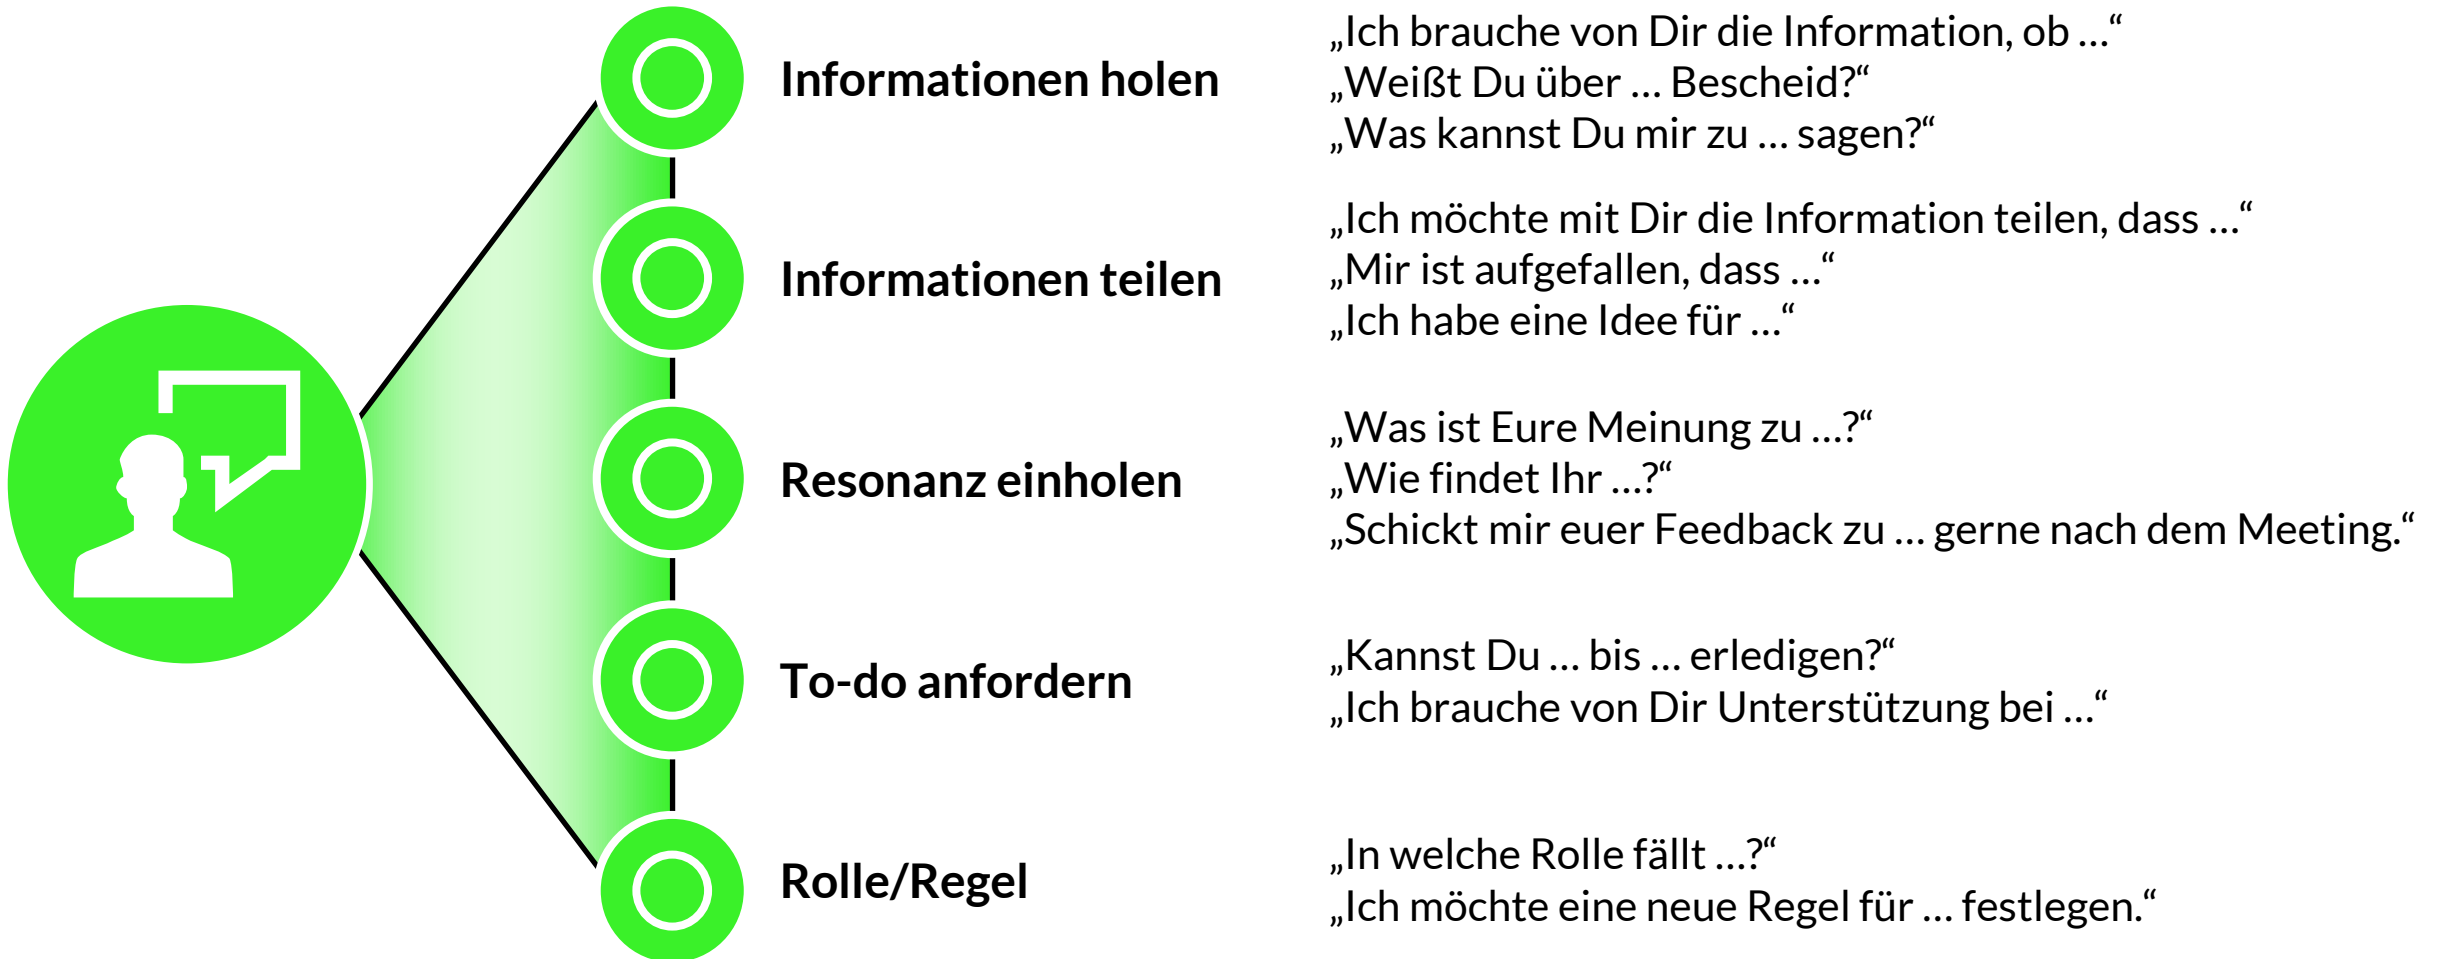 Informationen holen
„Ich brauche von Dir die Information, ob …“
„Weißt Du über … Bescheid?“
„Was kannst Du mir zu … sagen?“
Informationen teilen
„Ich möchte mit Dir die Information teilen, dass …“
„Mir ist aufgefallen, dass …“
„Ich habe eine Idee für …“
Resonanz einholen
„Was ist Eure Meinung zu …?“
„Wie findet Ihr …?“
„Schickt mir euer Feedback zu … gerne nach dem Meeting.“
To-do anfordern
„Kannst Du … bis … erledigen?“
„Ich brauche von Dir Unterstützung bei …“
Rolle/Regel
„In welche Rolle fällt …?“
„Ich möchte eine neue Regel für … festlegen.“